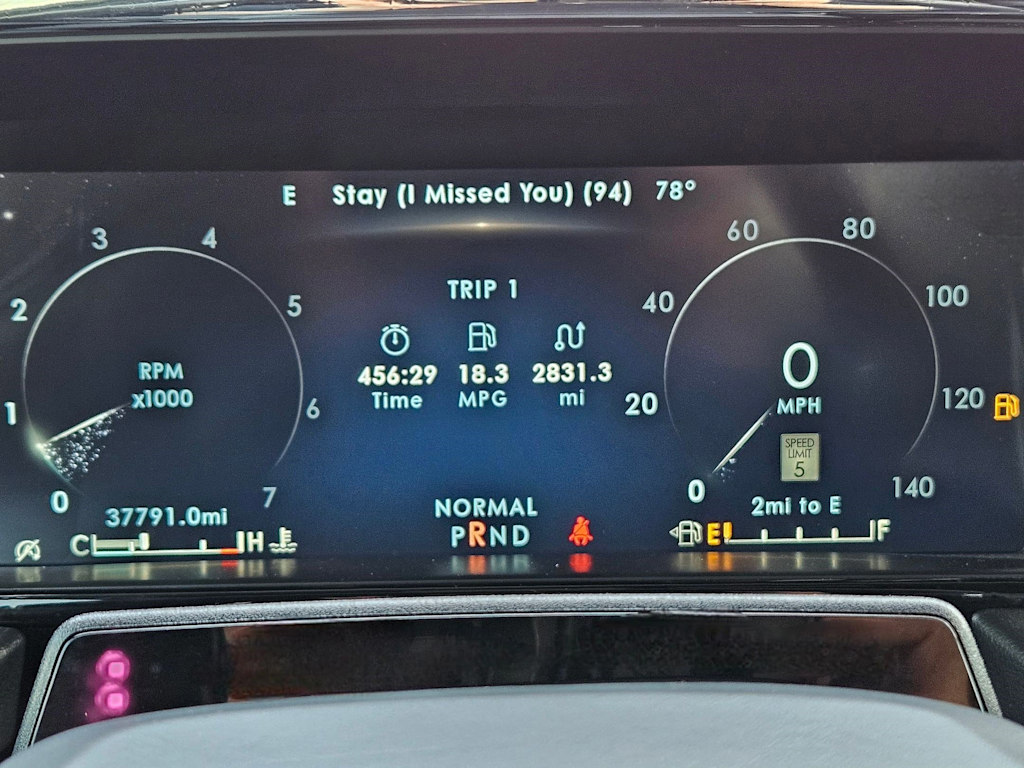 E Stay (I Missed You) (94) 78°
3 4
2 5
1 6
0 7
RPM
x1000
37791.0mi
C H
TRIP 1
456:29 18.3 2831.3
Time MPG mi
NORMAL
PRND
60 80
40 100
20 120
0 140
0
MPH
SPEED
LIMIT
5
2mi to E
E F